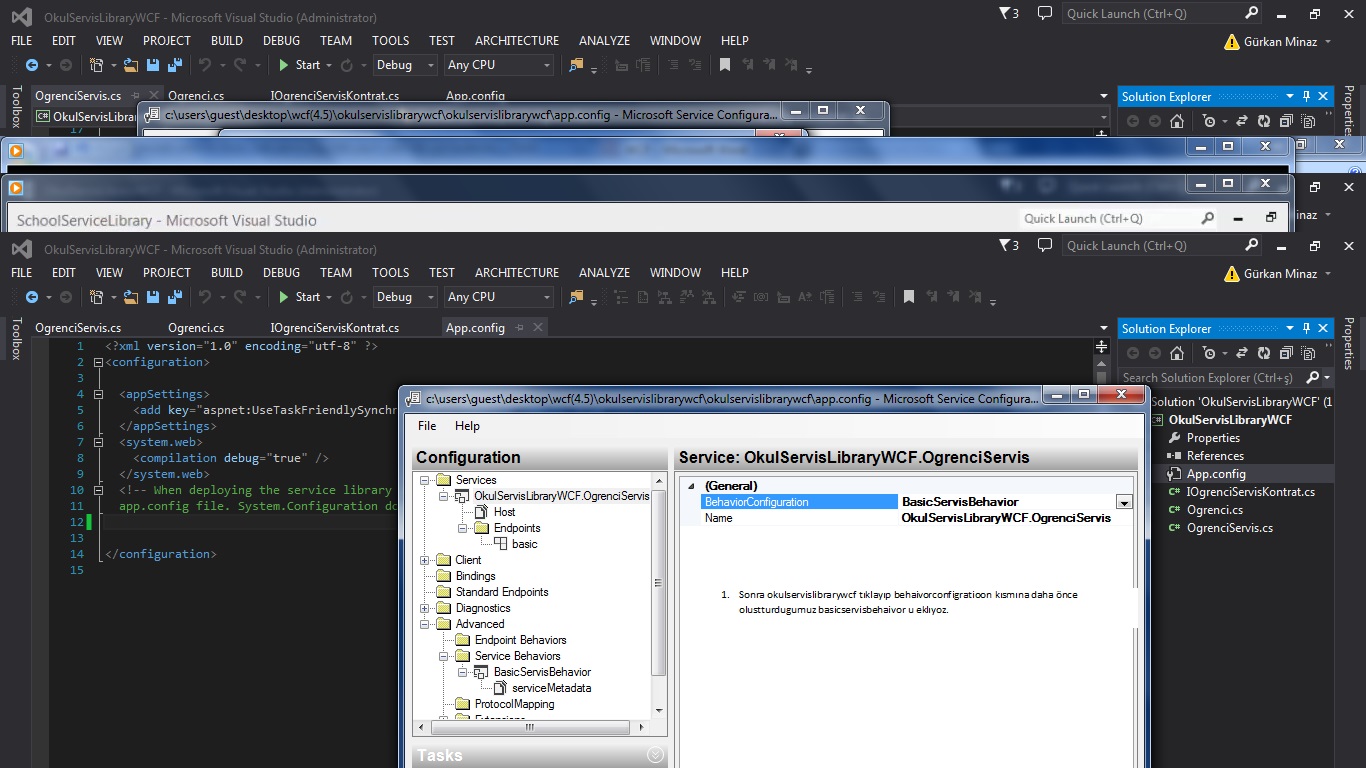 OkulServisLibraryWCF - Microsoft Visual Studio (Administrator)
3
Quick Launch (Ctrl+Q)
FILE EDIT VIEW PROJECT BUILD DEBUG TEAM TOOLS TEST ARCHITECTURE ANALYZE WINDOW HELP
Gürkan Minaz
Start Debug Any CPU
Toolbox
OgrenciServis.cs Ogrenci.cs IOgrenciServisKontrat.cs App.config
Solution Explorer
Properties
OkulServisLibrar
c:\users\guest\desktop\wcf(4.5)\okulservislibrarywcf\okulservislibrarywcf\app.config - Microsoft Service Configura...
17
SchoolServiceLibrary - Microsoft Visual Studio
Quick Launch (Ctrl+Q)
inaz
OkulServisLibraryWCF - Microsoft Visual Studio (Administrator)
3
Quick Launch (Ctrl+Q)
FILE EDIT VIEW PROJECT BUILD DEBUG TEAM TOOLS TEST ARCHITECTURE ANALYZE WINDOW HELP
Gürkan Minaz
Start Debug Any CPU
Toolbox
OgrenciServis.cs Ogrenci.cs IOgrenciServisKontrat.cs App.config
1 <?xml version="1.0" encoding="utf-8" ?>
2 <configuration>
3
4 <appSettings>
5 <add key="aspnet:UseTaskFriendlySynchr
6 </appSettings>
7 <system.web>
8 <compilation debug="true" />
9 </system.web>
10 <!-- When deploying the service library
11 app.config file. System.Configuration do
12
13
14 </configuration>
15
c:\users\guest\desktop\wcf(4.5)\okulservislibrarywcf\okulservislibrarywcf\app.config - Microsoft Service Configura...
File Help
Configuration
Services
OkulServisLibraryWCF.OgrenciServis
Host
Endpoints
basic
Client
Bindings
Standard Endpoints
Diagnostics
Advanced
Endpoint Behaviors
Service Behaviors
BasicServisBehavior
serviceMetadata
ProtocolMapping
Extensions
Tasks
Service: OkulServisLibraryWCF.OgrenciServis
(General)
BehaviorConfiguration BasicServisBehavior
Name OkulServisLibraryWCF.OgrenciServis
1. Sonra okulservislibrarywcf tıklayıp behaivorconfigratioon kısmına daha önce
olustturdugumuz basicservisbehaivor u eklıyoz.
Solution Explorer
Search Solution Explorer (Ctrl+ş)
Solution 'OkulServisLibraryWCF' (1
OkulServisLibraryWCF
Properties
References
App.config
IOgrenciServisKontrat.cs
Ogrenci.cs
OgrenciServis.cs
Properties